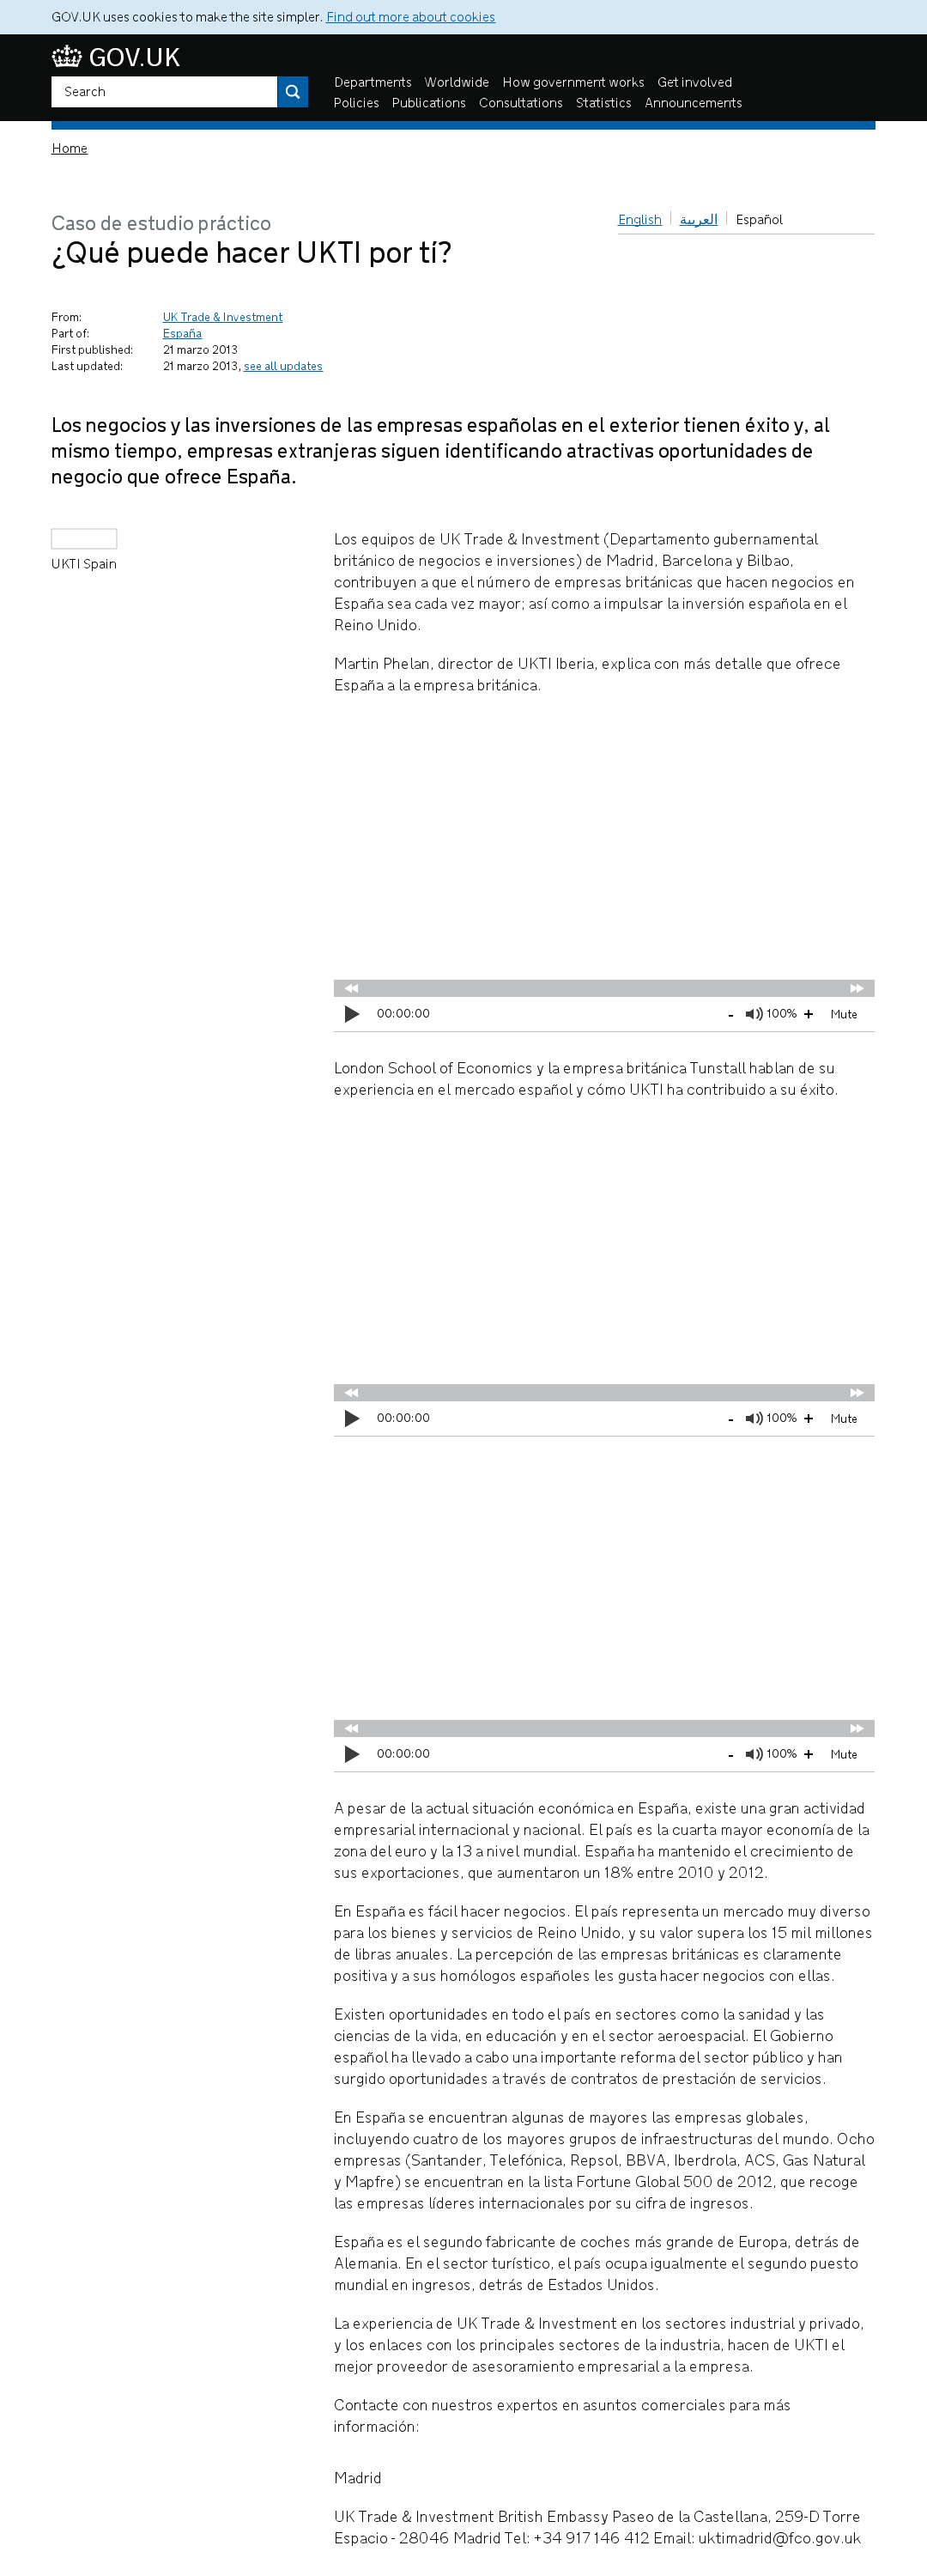 GOV.UK uses cookies to make the site simpler. Find out more about cookies
GOV.UK
Search
Departments Worldwide How government works Get involved
Policies Publications Consultations Statistics Announcements
Home
English العربية Español
Caso de estudio práctico
¿Qué puede hacer UKTI por tí?
From: UK Trade & Investment
Part of: España
First published: 21 marzo 2013
Last updated: 21 marzo 2013, see all updates
Los negocios y las inversiones de las empresas españolas en el exterior tienen éxito y, al
mismo tiempo, empresas extranjeras siguen identificando atractivas oportunidades de
negocio que ofrece España.
UKTI Spain
Los equipos de UK Trade & Investment (Departamento gubernamental
británico de negocios e inversiones) de Madrid, Barcelona y Bilbao,
contribuyen a que el número de empresas británicas que hacen negocios en
España sea cada vez mayor; así como a impulsar la inversión española en el
Reino Unido.
Martin Phelan, director de UKTI Iberia, explica con más detalle que ofrece
España a la empresa británica.
00:00:00 - 100% + Mute
London School of Economics y la empresa británica Tunstall hablan de su
experiencia en el mercado español y cómo UKTI ha contribuido a su éxito.
00:00:00 - 100% + Mute
00:00:00 - 100% + Mute
A pesar de la actual situación económica en España, existe una gran actividad
empresarial internacional y nacional. El país es la cuarta mayor economía de la
zona del euro y la 13 a nivel mundial. España ha mantenido el crecimiento de
sus exportaciones, que aumentaron un 18% entre 2010 y 2012.
En España es fácil hacer negocios. El país representa un mercado muy diverso
para los bienes y servicios de Reino Unido, y su valor supera los 15 mil millones
de libras anuales. La percepción de las empresas británicas es claramente
positiva y a sus homólogos españoles les gusta hacer negocios con ellas.
Existen oportunidades en todo el país en sectores como la sanidad y las
ciencias de la vida, en educación y en el sector aeroespacial. El Gobierno
español ha llevado a cabo una importante reforma del sector público y han
surgido oportunidades a través de contratos de prestación de servicios.
En España se encuentran algunas de mayores las empresas globales,
incluyendo cuatro de los mayores grupos de infraestructuras del mundo. Ocho
empresas (Santander, Telefónica, Repsol, BBVA, Iberdrola, ACS, Gas Natural
y Mapfre) se encuentran en la lista Fortune Global 500 de 2012, que recoge
las empresas líderes internacionales por su cifra de ingresos.
España es el segundo fabricante de coches más grande de Europa, detrás de
Alemania. En el sector turístico, el país ocupa igualmente el segundo puesto
mundial en ingresos, detrás de Estados Unidos.
La experiencia de UK Trade & Investment en los sectores industrial y privado,
y los enlaces con los principales sectores de la industria, hacen de UKTI el
mejor proveedor de asesoramiento empresarial a la empresa.
Contacte con nuestros expertos en asuntos comerciales para más
información:
Madrid
UK Trade & Investment British Embassy Paseo de la Castellana, 259-D Torre
Espacio - 28046 Madrid Tel: +34 917 146 412 Email: uktimadrid@fco.gov.uk